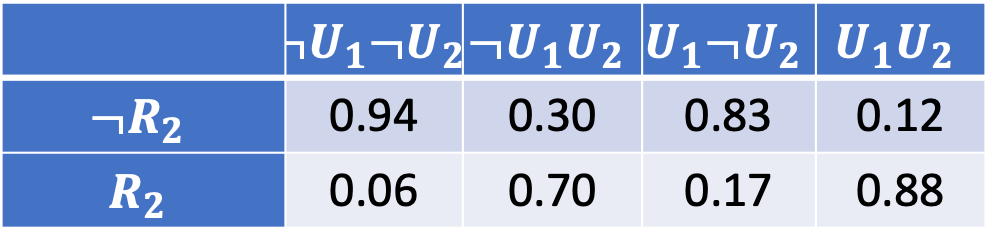 ¬U₁¬U₂ ¬U₁U₂ U₁¬U₂ U₁U₂
¬R₂ 0.94 0.30 0.83 0.12
R₂ 0.06 0.70 0.17 0.88